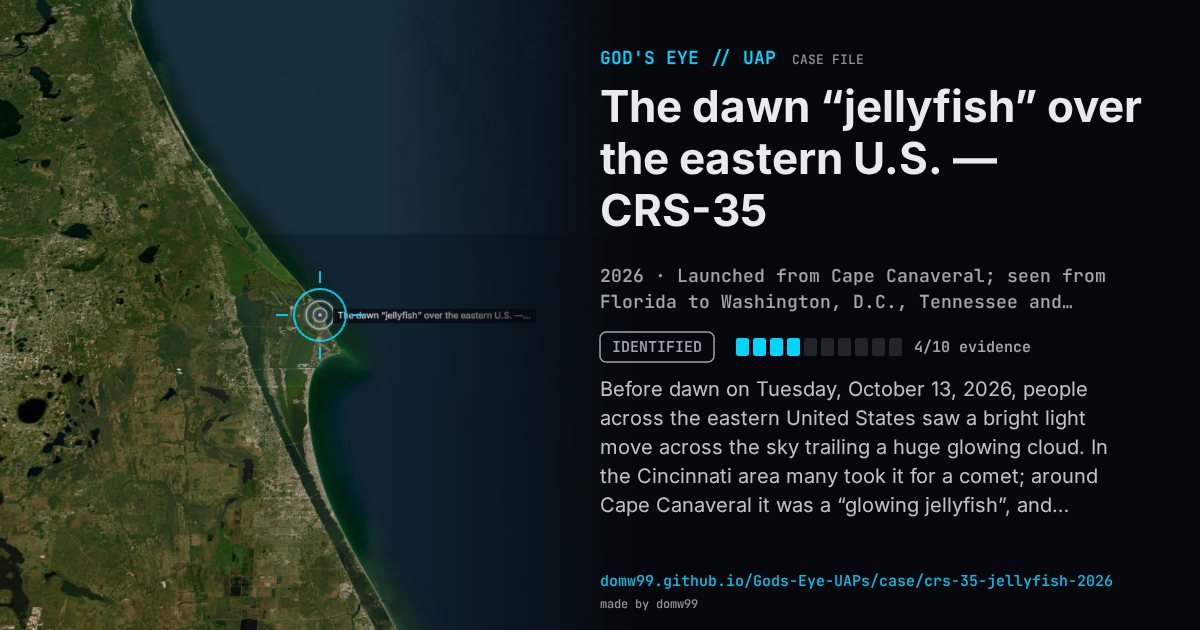 GOD'S EYE // UAP CASE FILE
The dawn “jellyfish” over
the eastern U.S. —
CRS-35
2026 · Launched from Cape Canaveral; seen from
Florida to Washington, D.C., Tennessee and…
IDENTIFIED 4/10 evidence
Before dawn on Tuesday, October 13, 2026, people
across the eastern United States saw a bright light
move across the sky trailing a huge glowing cloud. In
the Cincinnati area many took it for a comet; around
Cape Canaveral it was a “glowing jellyfish”, and…
domw99.github.io/Gods-Eye-UAPs/case/crs-35-jellyfish-2026
made by domw99
The dawn “jellyfish” over the eastern U.S. —...